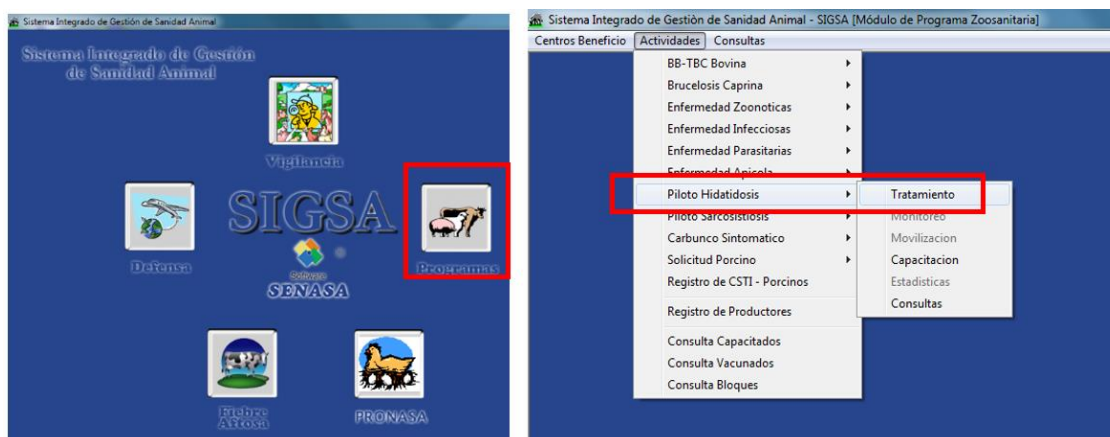 Sistema Integrado de Gestión de Sanidad Animal
Sistema Integrado de Gestión
de Sanidad Animal
Vigilancia
SIGSA
Defensa
Programas
Software
SENASA
Fiebre
Aftosa
PRONASA
Sistema Integrado de Gestiòn de Sanidad Animal - SIGSA [Módulo de Programa Zoosanitaria]
Centros Beneficio Actividades Consultas
BB-TBC Bovina
Brucelosis Caprina
Enfermedad Zoonoticas
Enfermedad Infecciosas
Enfermedad Parasitarias
Enfermedad Apicola
Piloto Hidatidosis
Piloto Sarcosistiosis
Carbunco Sintomatico
Solicitud Porcino
Registro de CSTI - Porcinos
Registro de Productores
Consulta Capacitados
Consulta Vacunados
Consulta Bloques
Tratamiento
Monitoreo
Movilizacion
Capacitacion
Estadisticas
Consultas